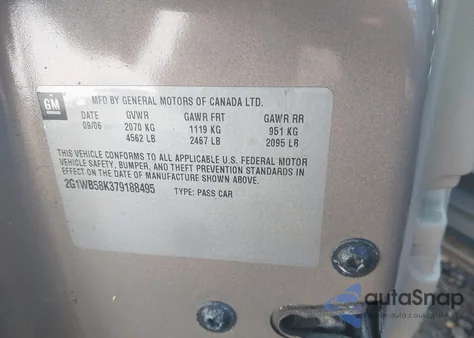 GM
MFD BY GENERAL MOTORS OF CANADA LTD.
DATE GVWR GAWR FRT GAWR RR
09/06 2070 KG 1119 KG 951 KG
4562 LB 2467 LB 2095 LB
THIS VEHICLE CONFORMS TO ALL APPLICABLE U.S. FEDERAL MOTOR
VEHICLE SAFETY, BUMPER, AND THEFT PREVENTION STANDARDS IN
EFFECT ON THE DATE OF MANUFACTURE SHOWN ABOVE.
2G1WB58K379188495 TYPE: PASS CAR
autaSnap